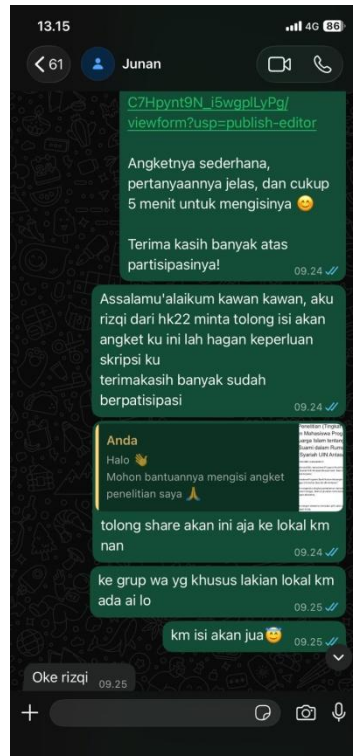 13.15
4G 86
61
Junan
C7Hpynt9N_i5wgplLyPg/
viewform?usp=publish-editor
Angketnya sederhana,
pertanyaannya jelas, dan cukup
5 menit untuk mengisinya 😊
Terima kasih banyak atas
partisipasinya!
09.24
Assalamu'alaikum kawan kawan, aku
rizqi dari hk22 minta tolong isi akan
angket ku ini lah hagan keperluan
skripsi ku
terimakasih banyak sudah
berpatisipasi
09.24
Anda
Halo 👋
Mohon bantuannya mengisi angket
penelitian saya 🙏
tolong share akan ini aja ke lokal km
nan
09.24
ke grup wa yg khusus lakian lokal km
ada ai lo
09.25
km isi akan jua😇
09.25
Oke rizqi
09.25